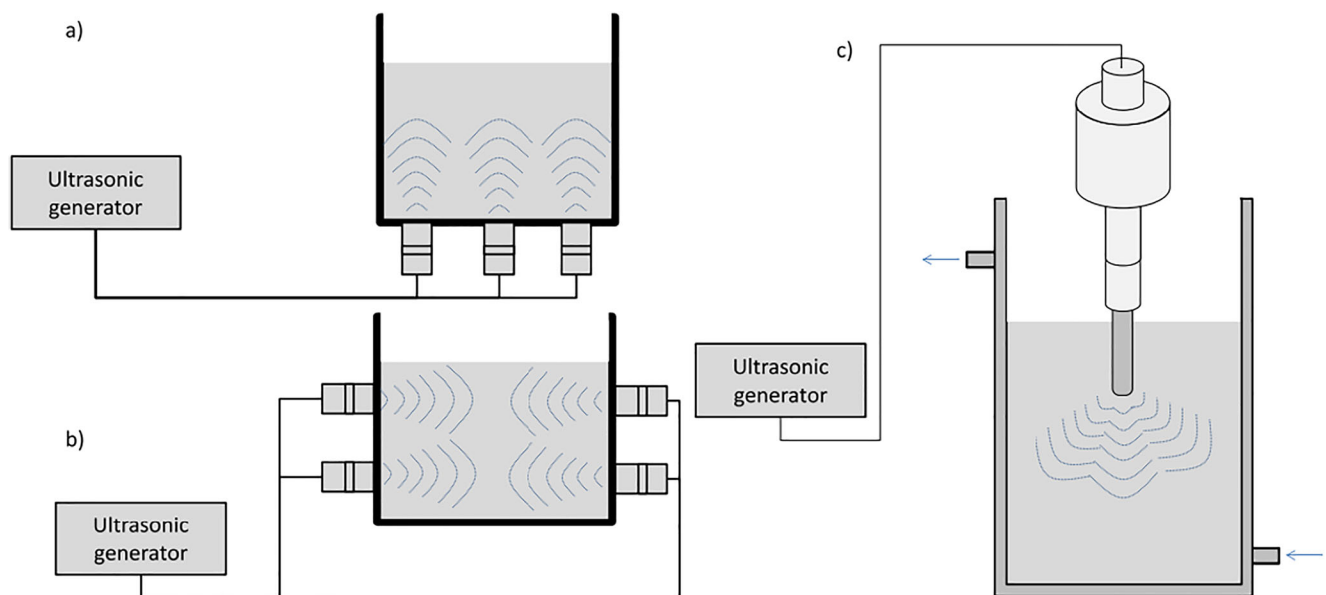 a)
Ultrasonic
generator
b)
Ultrasonic
generator
c)
Ultrasonic
generator